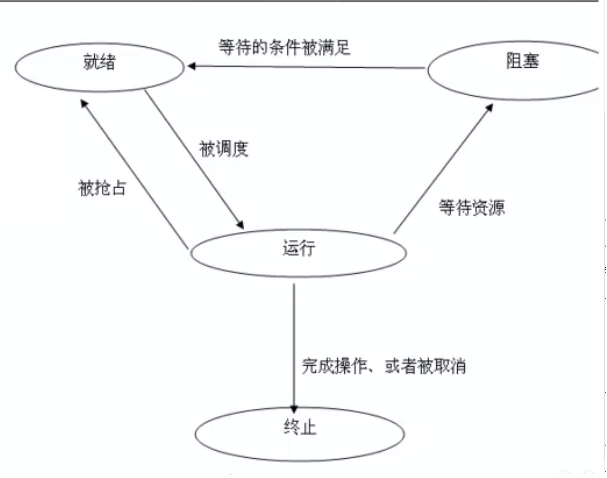 等待的条件被满足
就绪
阻塞
被调度
被抢占
等待资源
运行
完成操作、或者被取消
终止